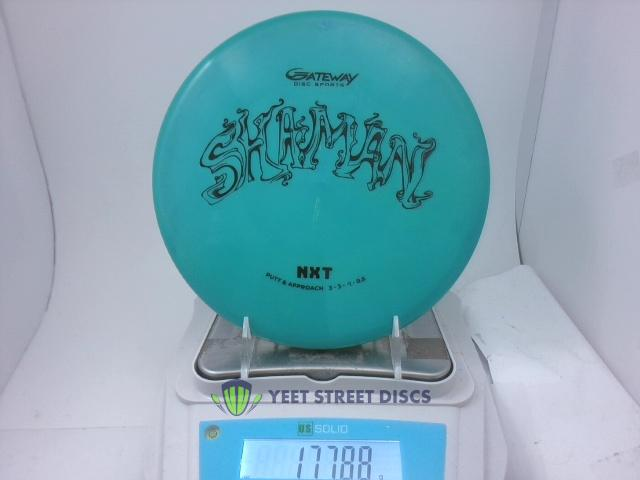 GATEWAY
DISC SPORTS
SHAMAN
NXT
PUTT & APPROACH 3 - 3 - -1 - 0.5
YEET STREET DISCS
US SOLID
177.88 g